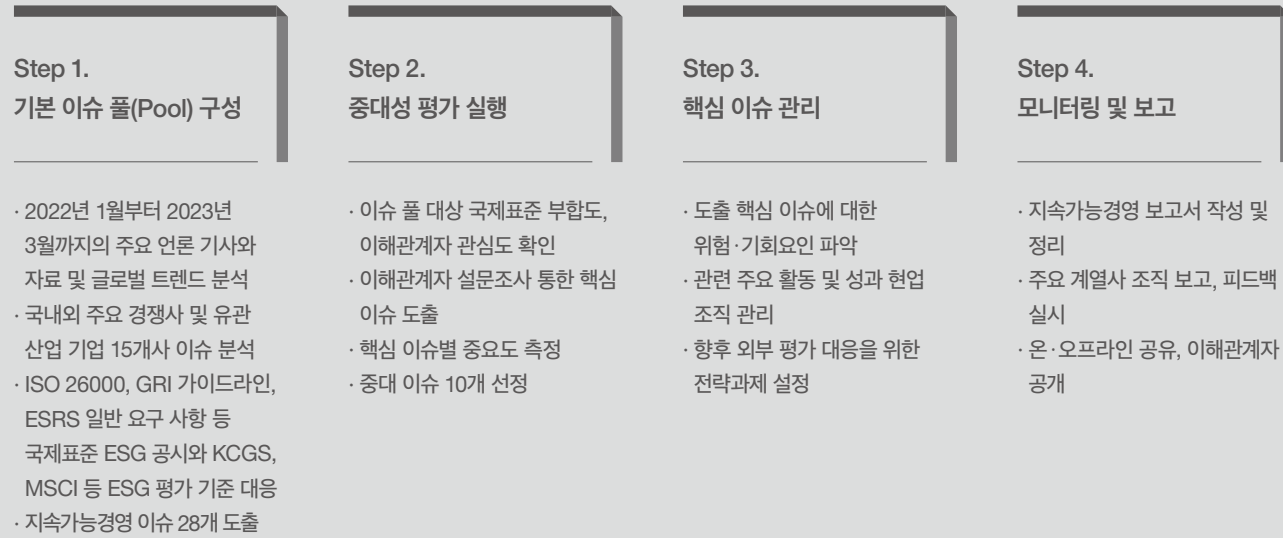 Step 1.
기본 이슈 풀(Pool) 구성
· 2022년 1월부터 2023년
3월까지의 주요 언론 기사와
자료 및 글로벌 트렌드 분석
· 국내외 주요 경쟁사 및 유관
산업 기업 15개사 이슈 분석
· ISO 26000, GRI 가이드라인,
ESRS 일반 요구 사항 등
국제표준 ESG 공시와 KCGS,
MSCI 등 ESG 평가 기준 대응
· 지속가능경영 이슈 28개 도출
Step 2.
중대성 평가 실행
· 이슈 풀 대상 국제표준 부합도,
이해관계자 관심도 확인
· 이해관계자 설문조사 통한 핵심
이슈 도출
· 핵심 이슈별 중요도 측정
· 중대 이슈 10개 선정
Step 3.
핵심 이슈 관리
· 도출 핵심 이슈에 대한
위험·기회요인 파악
· 관련 주요 활동 및 성과 현업
조직 관리
· 향후 외부 평가 대응을 위한
전략과제 설정
Step 4.
모니터링 및 보고
· 지속가능경영 보고서 작성 및
정리
· 주요 계열사 조직 보고, 피드백
실시
· 온·오프라인 공유, 이해관계자
공개